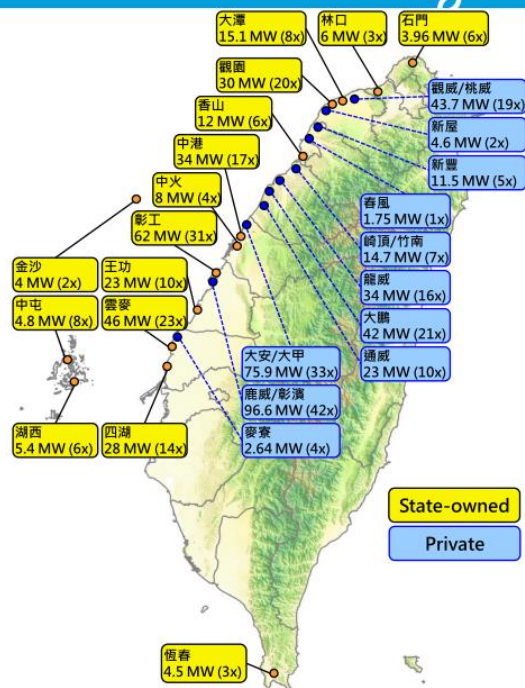 大潭
15.1 MW (8x)
林口
6 MW (3x)
石門
3.96 MW (6x)
觀園
30 MW (20x)
觀威/桃威
43.7 MW (19x)
香山
12 MW (6x)
新屋
4.6 MW (2x)
中港
34 MW (17x)
新豐
11.5 MW (5x)
中火
8 MW (4x)
春風
1.75 MW (1x)
彰工
62 MW (31x)
崎頂/竹南
14.7 MW (7x)
金沙
4 MW (2x)
王功
23 MW (10x)
龍威
34 MW (16x)
中屯
4.8 MW (8x)
雲麥
46 MW (23x)
大鵬
42 MW (21x)
大安/大甲
75.9 MW (33x)
通威
23 MW (10x)
鹿威/彰濱
96.6 MW (42x)
湖西
5.4 MW (6x)
四湖
28 MW (14x)
麥寮
2.64 MW (4x)
State-owned
Private
恆春
4.5 MW (3x)